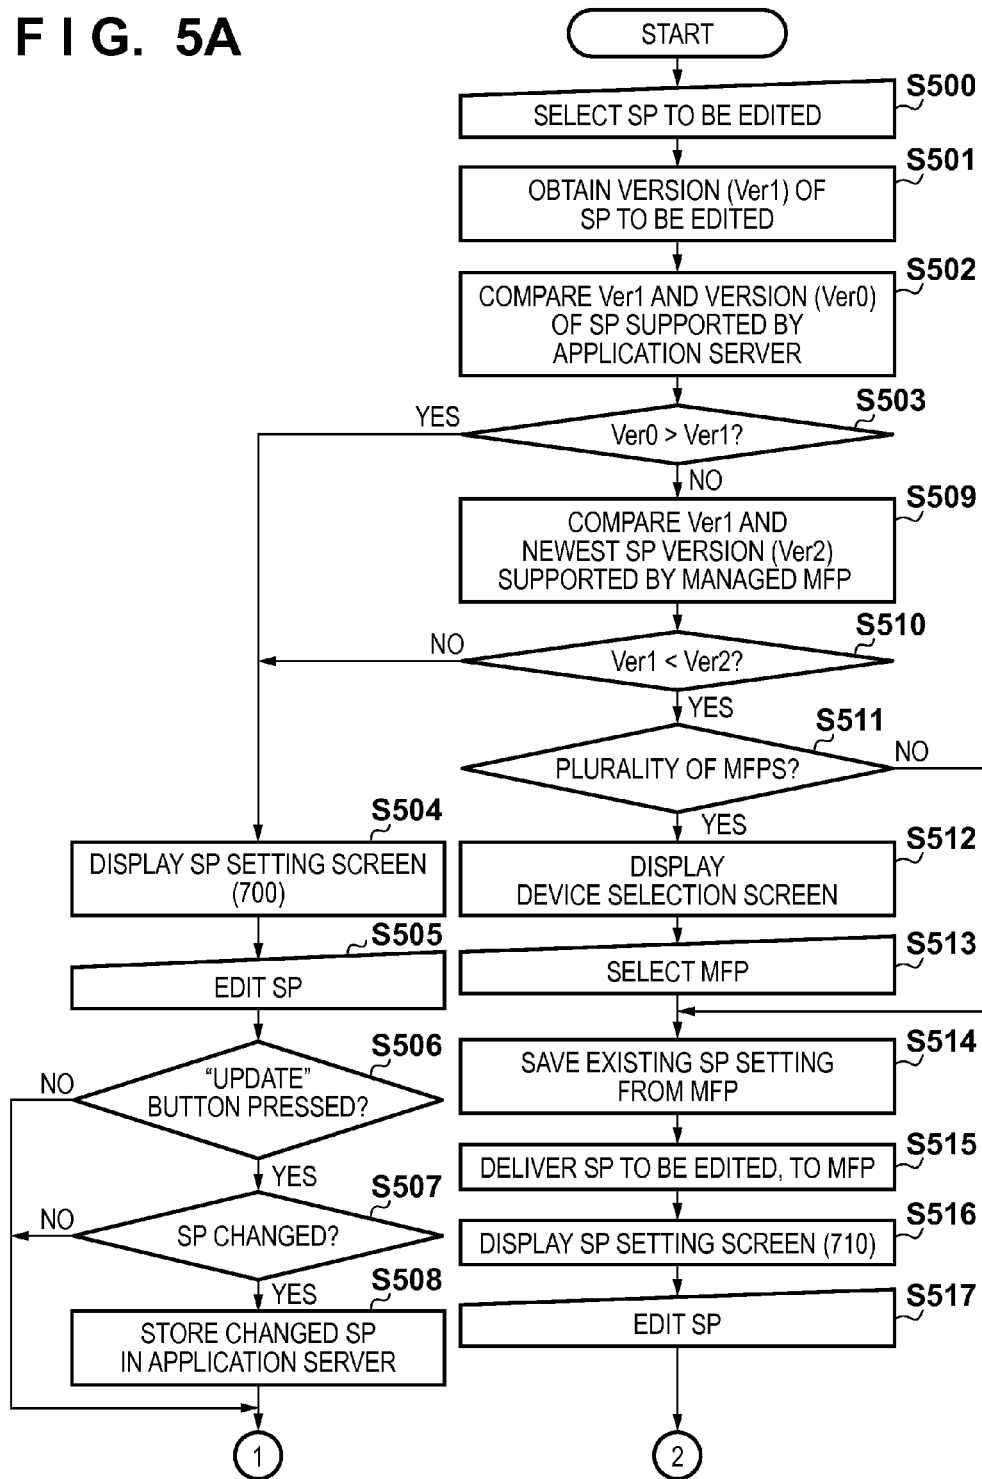 FIG. 5A
START
S500
SELECT SP TO BE EDITED
S501
OBTAIN VERSION (Ver1) OF
SP TO BE EDITED
S502
COMPARE Ver1 AND VERSION (Ver0)
OF SP SUPPORTED BY
APPLICATION SERVER
S503
YES
Ver0 > Ver1?
NO
S509
COMPARE Ver1 AND
NEWEST SP VERSION (Ver2)
SUPPORTED BY MANAGED MFP
S510
NO
Ver1 < Ver2?
YES
S511
PLURALITY OF MFPS?
NO
YES
S504
DISPLAY SP SETTING SCREEN
(700)
S505
EDIT SP
S506
NO
"UPDATE"
BUTTON PRESSED?
YES
S507
NO
SP CHANGED?
YES
S508
STORE CHANGED SP
IN APPLICATION SERVER
1
S512
DISPLAY
DEVICE SELECTION SCREEN
S513
SELECT MFP
S514
SAVE EXISTING SP SETTING
FROM MFP
S515
DELIVER SP TO BE EDITED, TO MFP
S516
DISPLAY SP SETTING SCREEN (710)
S517
EDIT SP
2